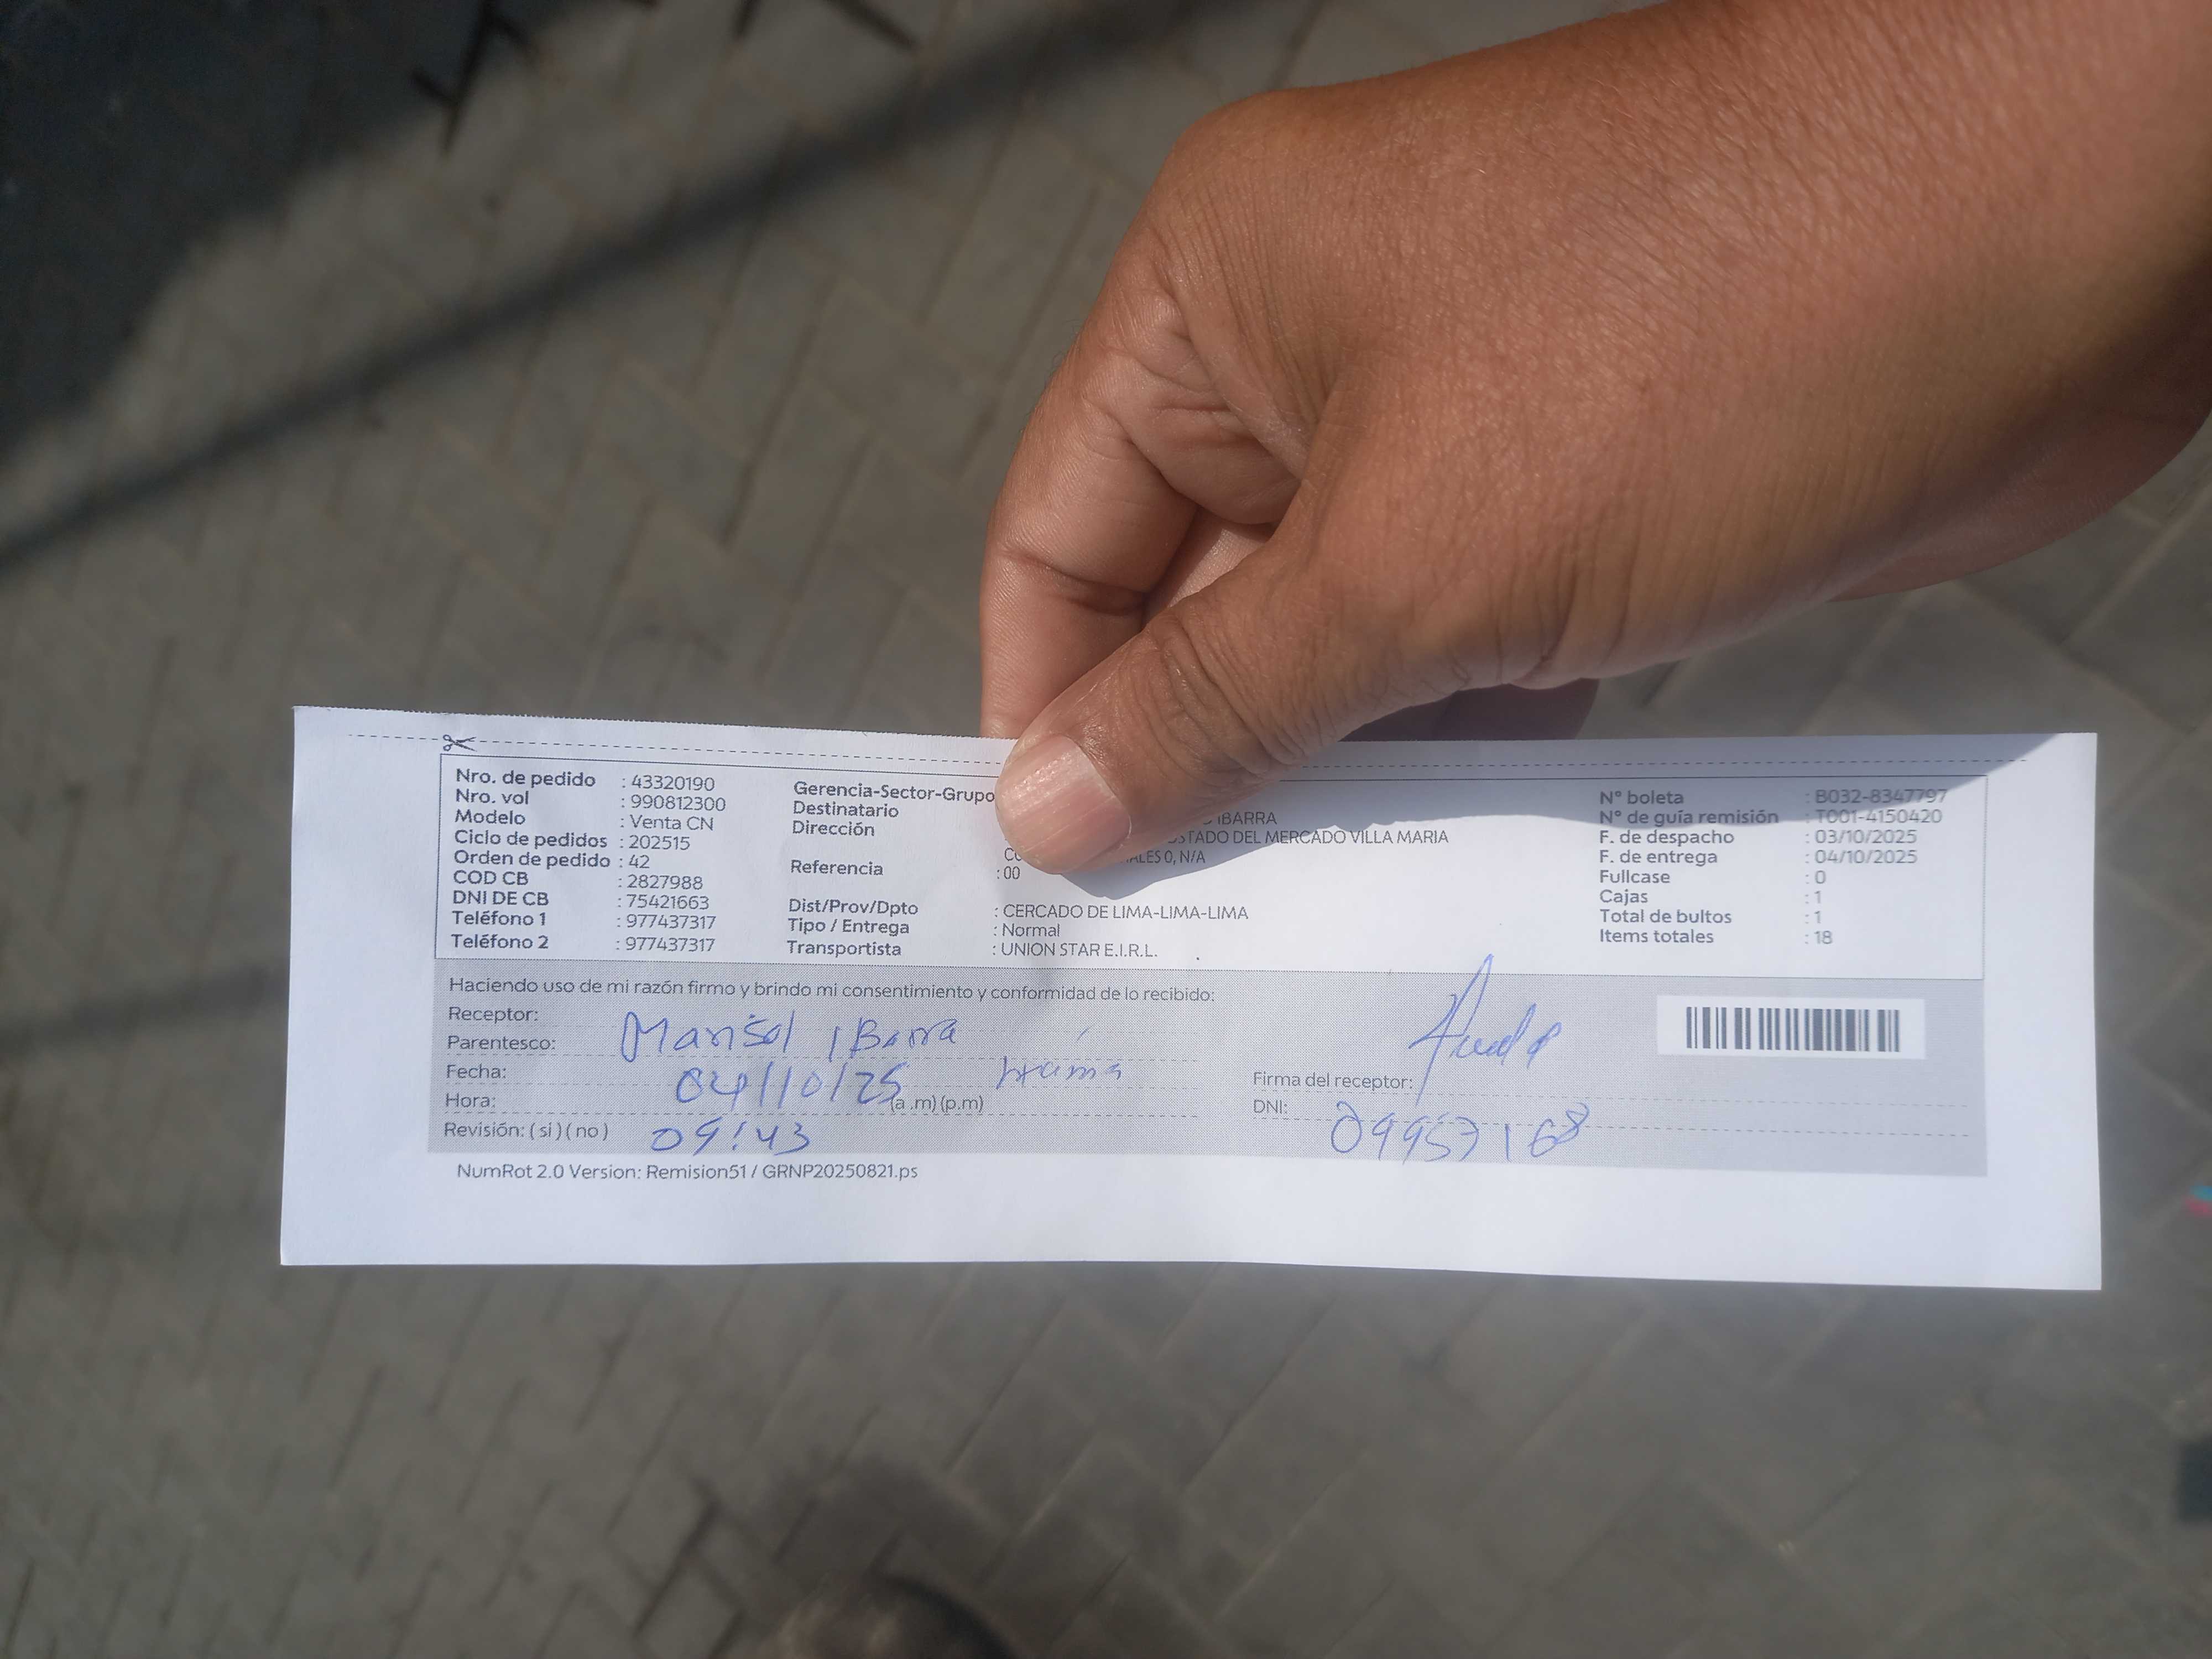 Nro. de pedido : 43320190
Nro. vol : 990812300
Modelo : Venta CN
Ciclo de pedidos : 202515
Orden de pedido : 42
COD CB : 2827988
DNI DE CB : 75421663
Teléfono 1 : 977437317
Teléfono 2 : 977437317
Gerencia-Sector-Grupo
Destinatario IBARRA
Dirección STADO DEL MERCADO VILLA MARIA
ALES 0, N/A
Referencia : 00
Dist/Prov/Dpto : CERCADO DE LIMA-LIMA-LIMA
Tipo / Entrega : Normal
Transportista : UNION STAR E.I.R.L.
N° boleta : B032-8347797
N° de guía remisión : T001-4150420
F. de despacho : 03/10/2025
F. de entrega : 04/10/2025
Fullcase : 0
Cajas : 1
Total de bultos : 1
Items totales : 18
Haciendo uso de mi razón firmo y brindo mi consentimiento y conformidad de lo recibido:
Receptor: Marisol IBarra
Parentesco:
Fecha: 04/10/25
Hora: (a .m) (p.m)
Revisión: ( si ) ( no ) 09:43
Firma del receptor:
DNI: 09957168
NumRot 2.0 Version: Remision51 / GRNP20250821.ps